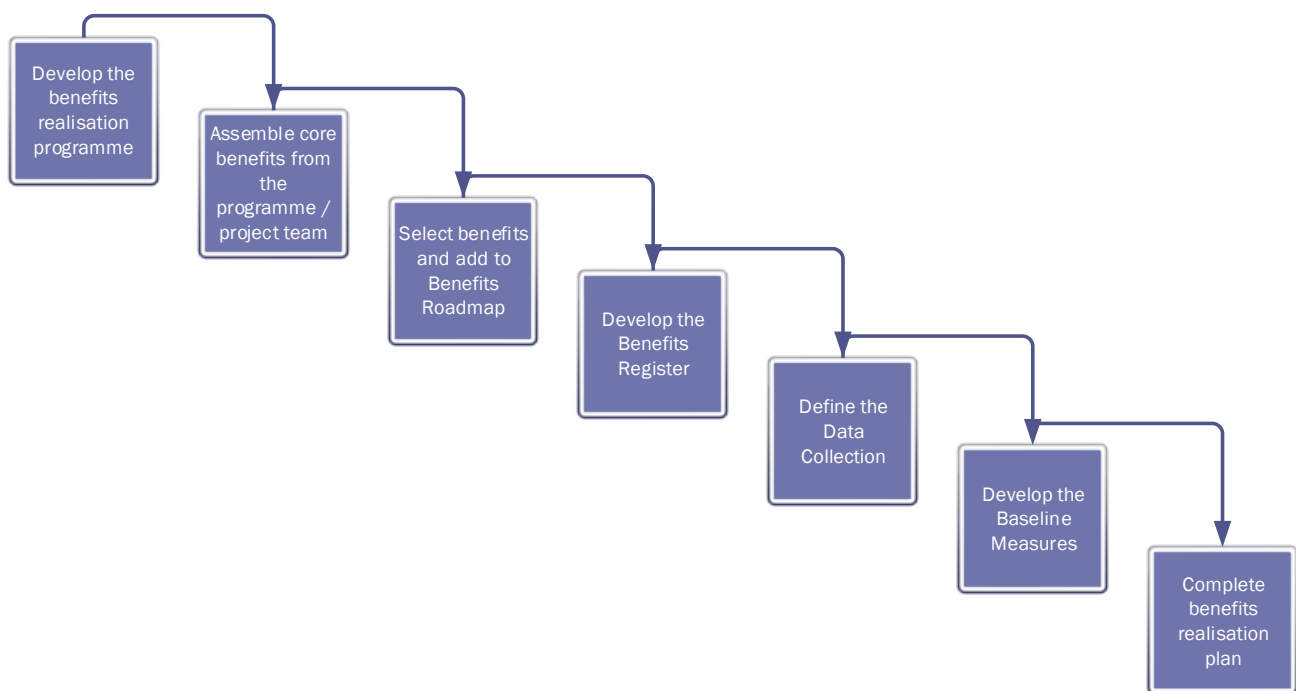 Develop the
benefits
realisation
programme
Assemble core
benefits from
the
programme /
project team
Select benefits
and add to
Benefits
Roadmap
Develop the
Benefits
Register
Define the
Data
Collection
Develop the
Baseline
Measures
Complete
benefits
realisation
plan